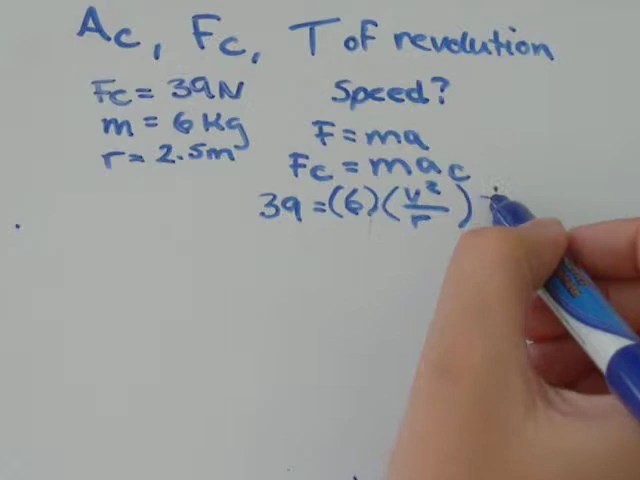 Ac, Fc, T of revolution
Fc = 39N
m = 6 kg
r = 2.5m
Speed?
F = ma
Fc = mac
39 = (6)(v²/r)